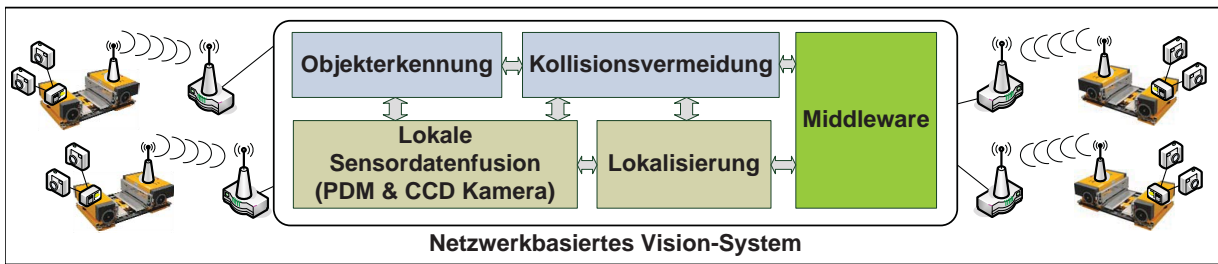 Objekterkennung
Kollisionsvermeidung
Lokale
Sensordatenfusion
(PDM & CCD Kamera)
Lokalisierung
Middleware
Netzwerkbasiertes Vision-System